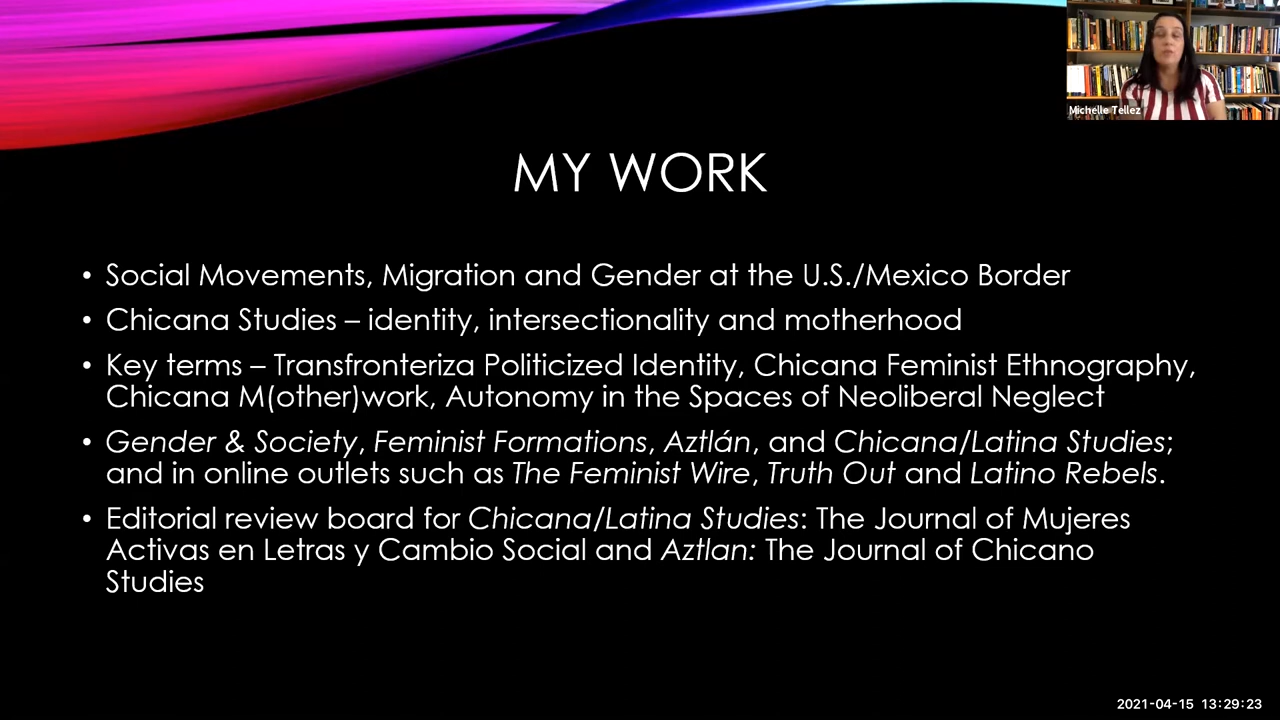 Michelle Tellez
MY WORK
• Social Movements, Migration and Gender at the U.S./Mexico Border
• Chicana Studies – identity, intersectionality and motherhood
• Key terms – Transfronteriza Politicized Identity, Chicana Feminist Ethnography,
Chicana M(other)work, Autonomy in the Spaces of Neoliberal Neglect
• Gender & Society, Feminist Formations, Aztlán, and Chicana/Latina Studies;
and in online outlets such as The Feminist Wire, Truth Out and Latino Rebels.
• Editorial review board for Chicana/Latina Studies: The Journal of Mujeres
Activas en Letras y Cambio Social and Aztlan: The Journal of Chicano
Studies
2021-04-15 13:29:23